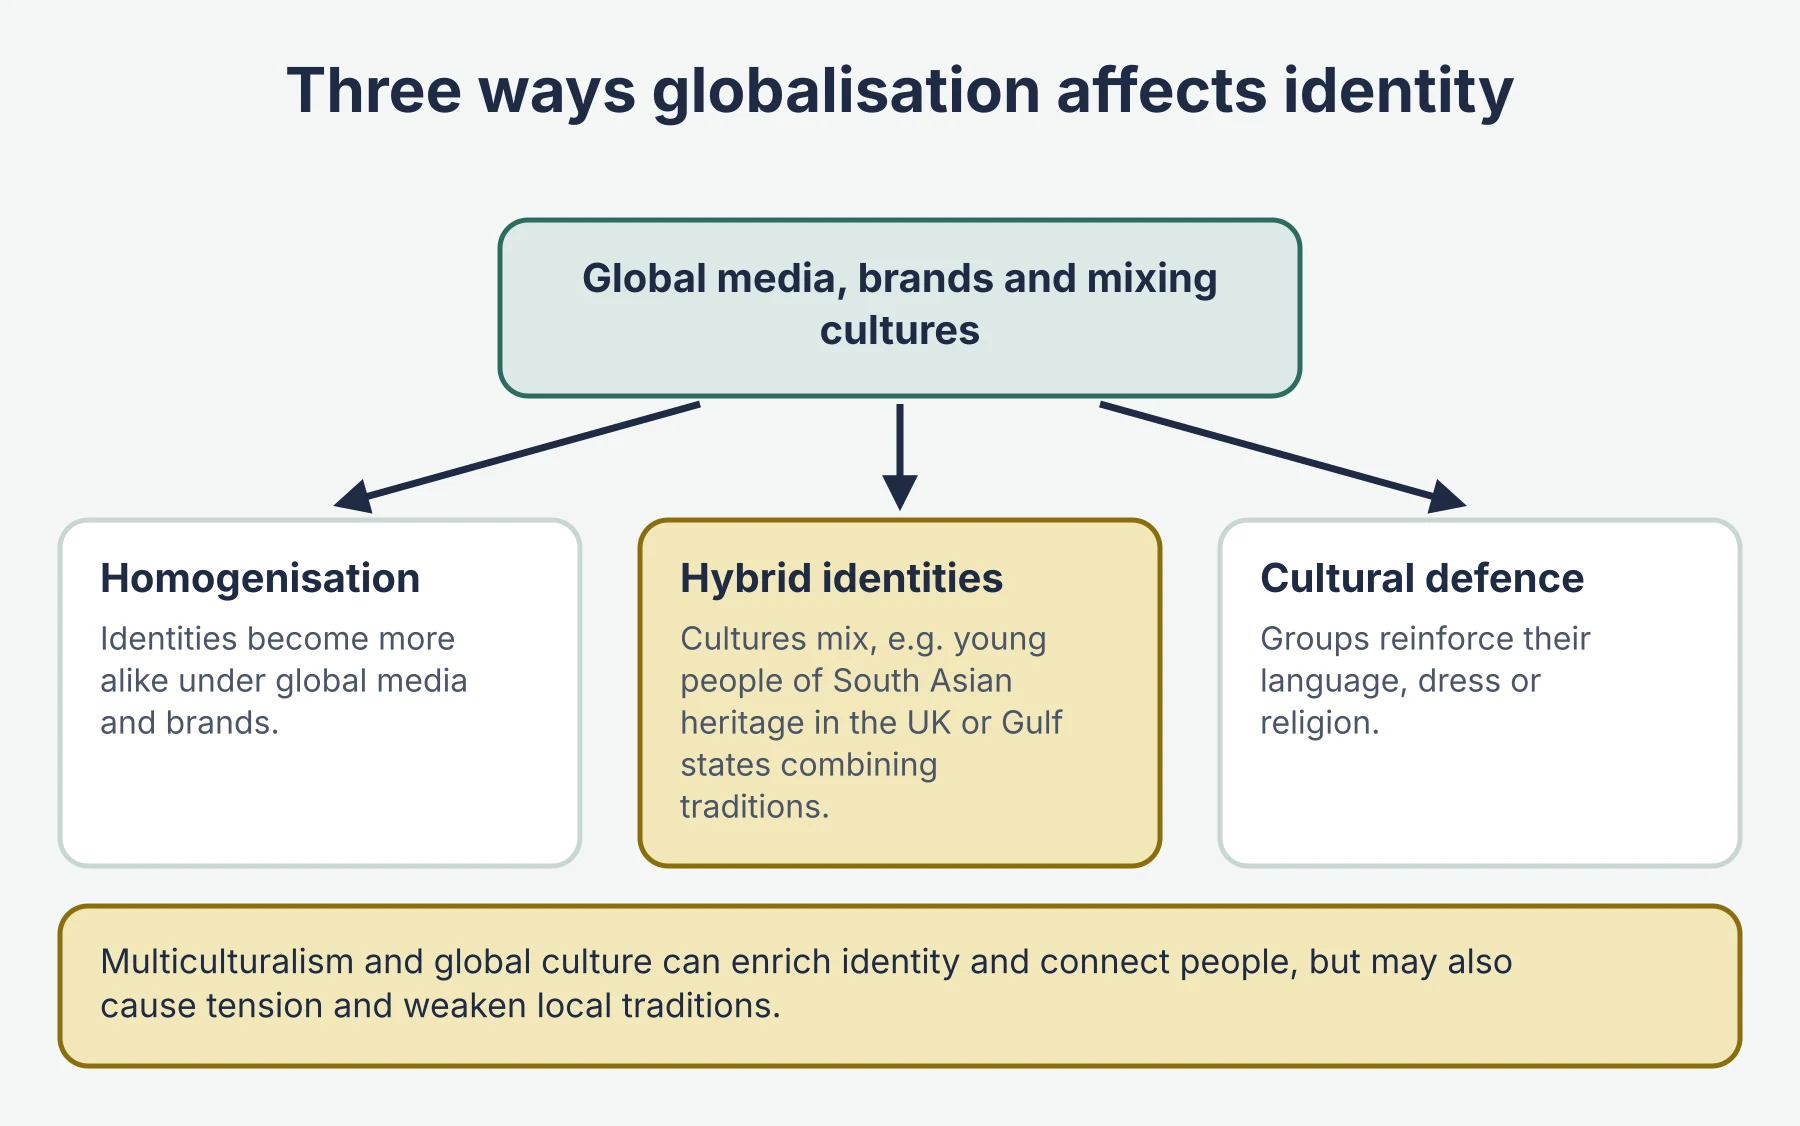 Three ways globalisation affects identity
Global media, brands and mixing
cultures
Homogenisation
Identities become more
alike under global media
and brands.
Hybrid identities
Cultures mix, e.g. young
people of South Asian
heritage in the UK or Gulf
states combining
traditions.
Cultural defence
Groups reinforce their
language, dress or
religion.
Multiculturalism and global culture can enrich identity and connect people, but may also
cause tension and weaken local traditions.